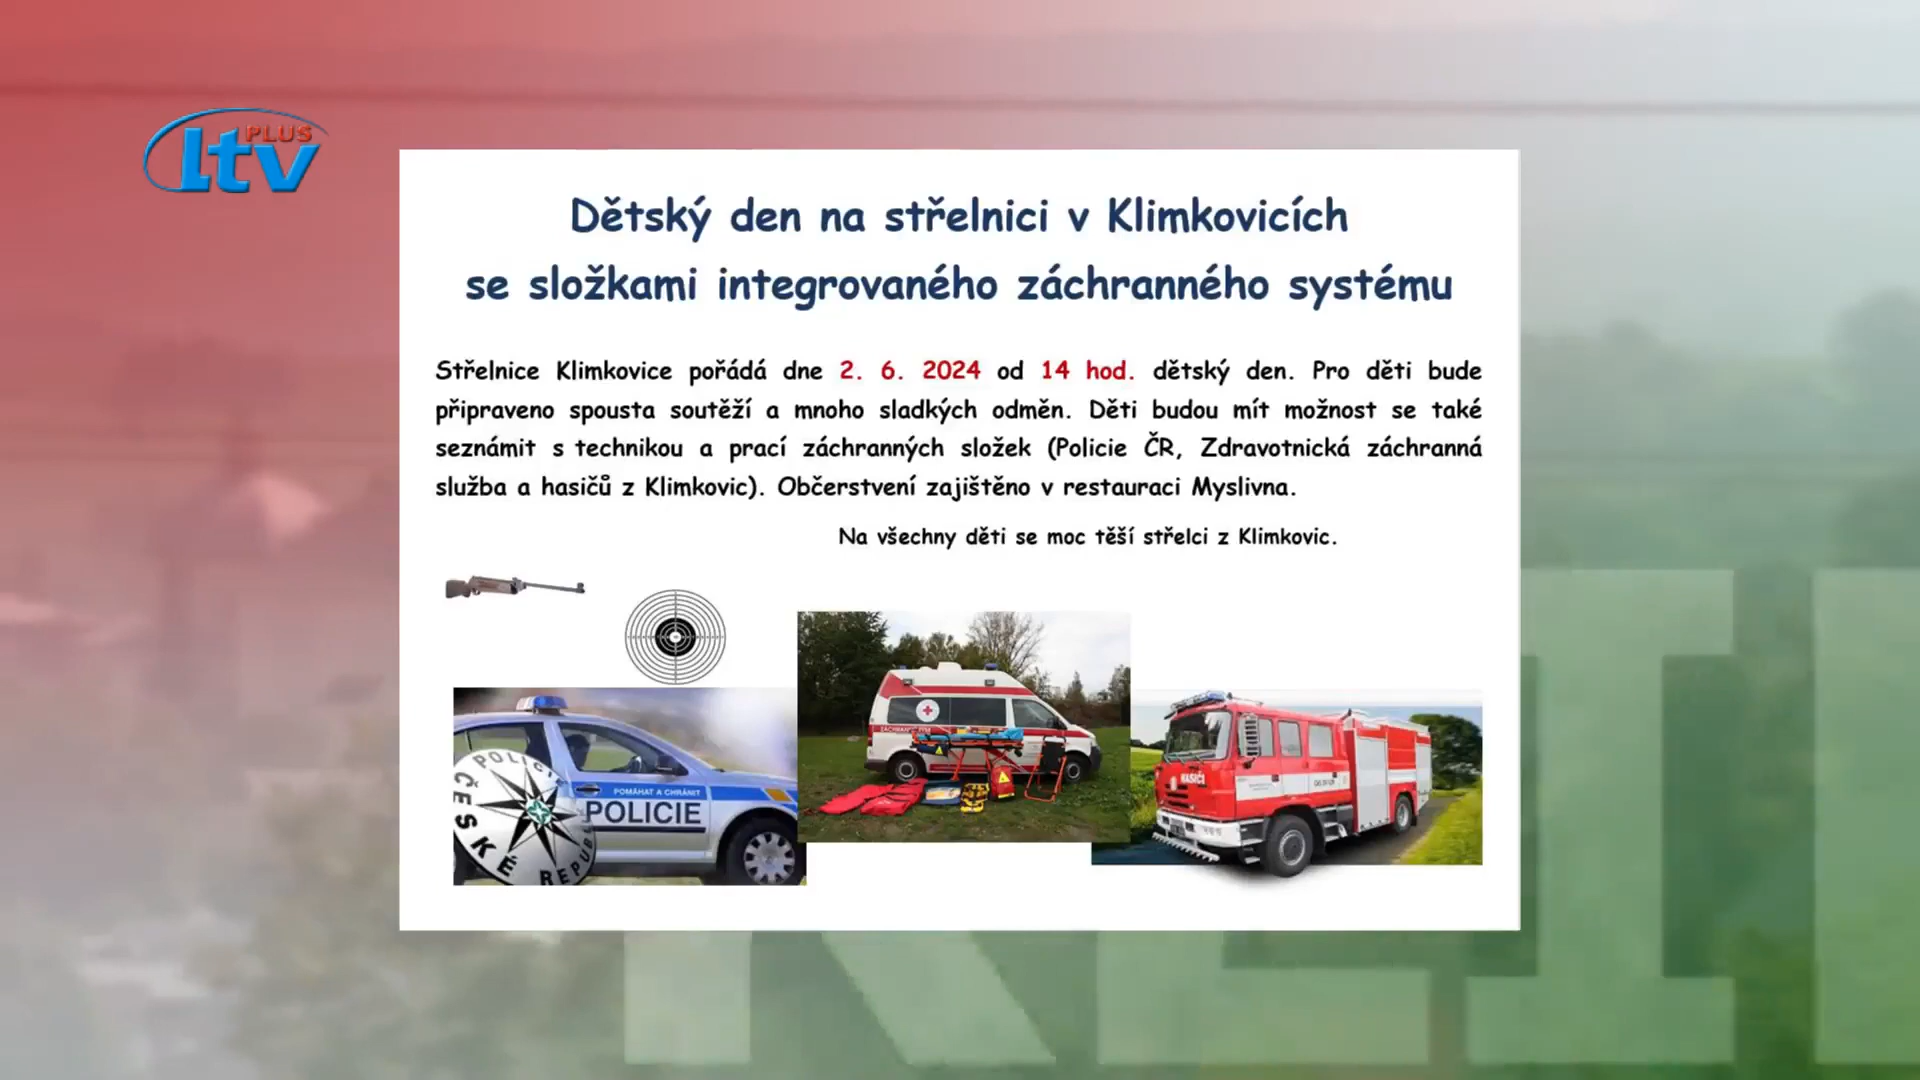 ltv PLUS
Dětský den na střelnici v Klimkovicích
se složkami integrovaného záchranného systému
Střelnice Klimkovice pořádá dne 2. 6. 2024 od 14 hod. dětský den. Pro děti bude
připraveno spousta soutěží a mnoho sladkých odměn. Děti budou mít možnost se také
seznámit s technikou a prací záchranných složek (Policie ČR, Zdravotnická záchranná
služba a hasičů z Klimkovic). Občerstvení zajištěno v restauraci Myslivna.
Na všechny děti se moc těší střelci z Klimkovic.
POMÁHAT A CHRÁNIT
POLICIE
POLICI
ČESKÉ
REPUB
HASIČI